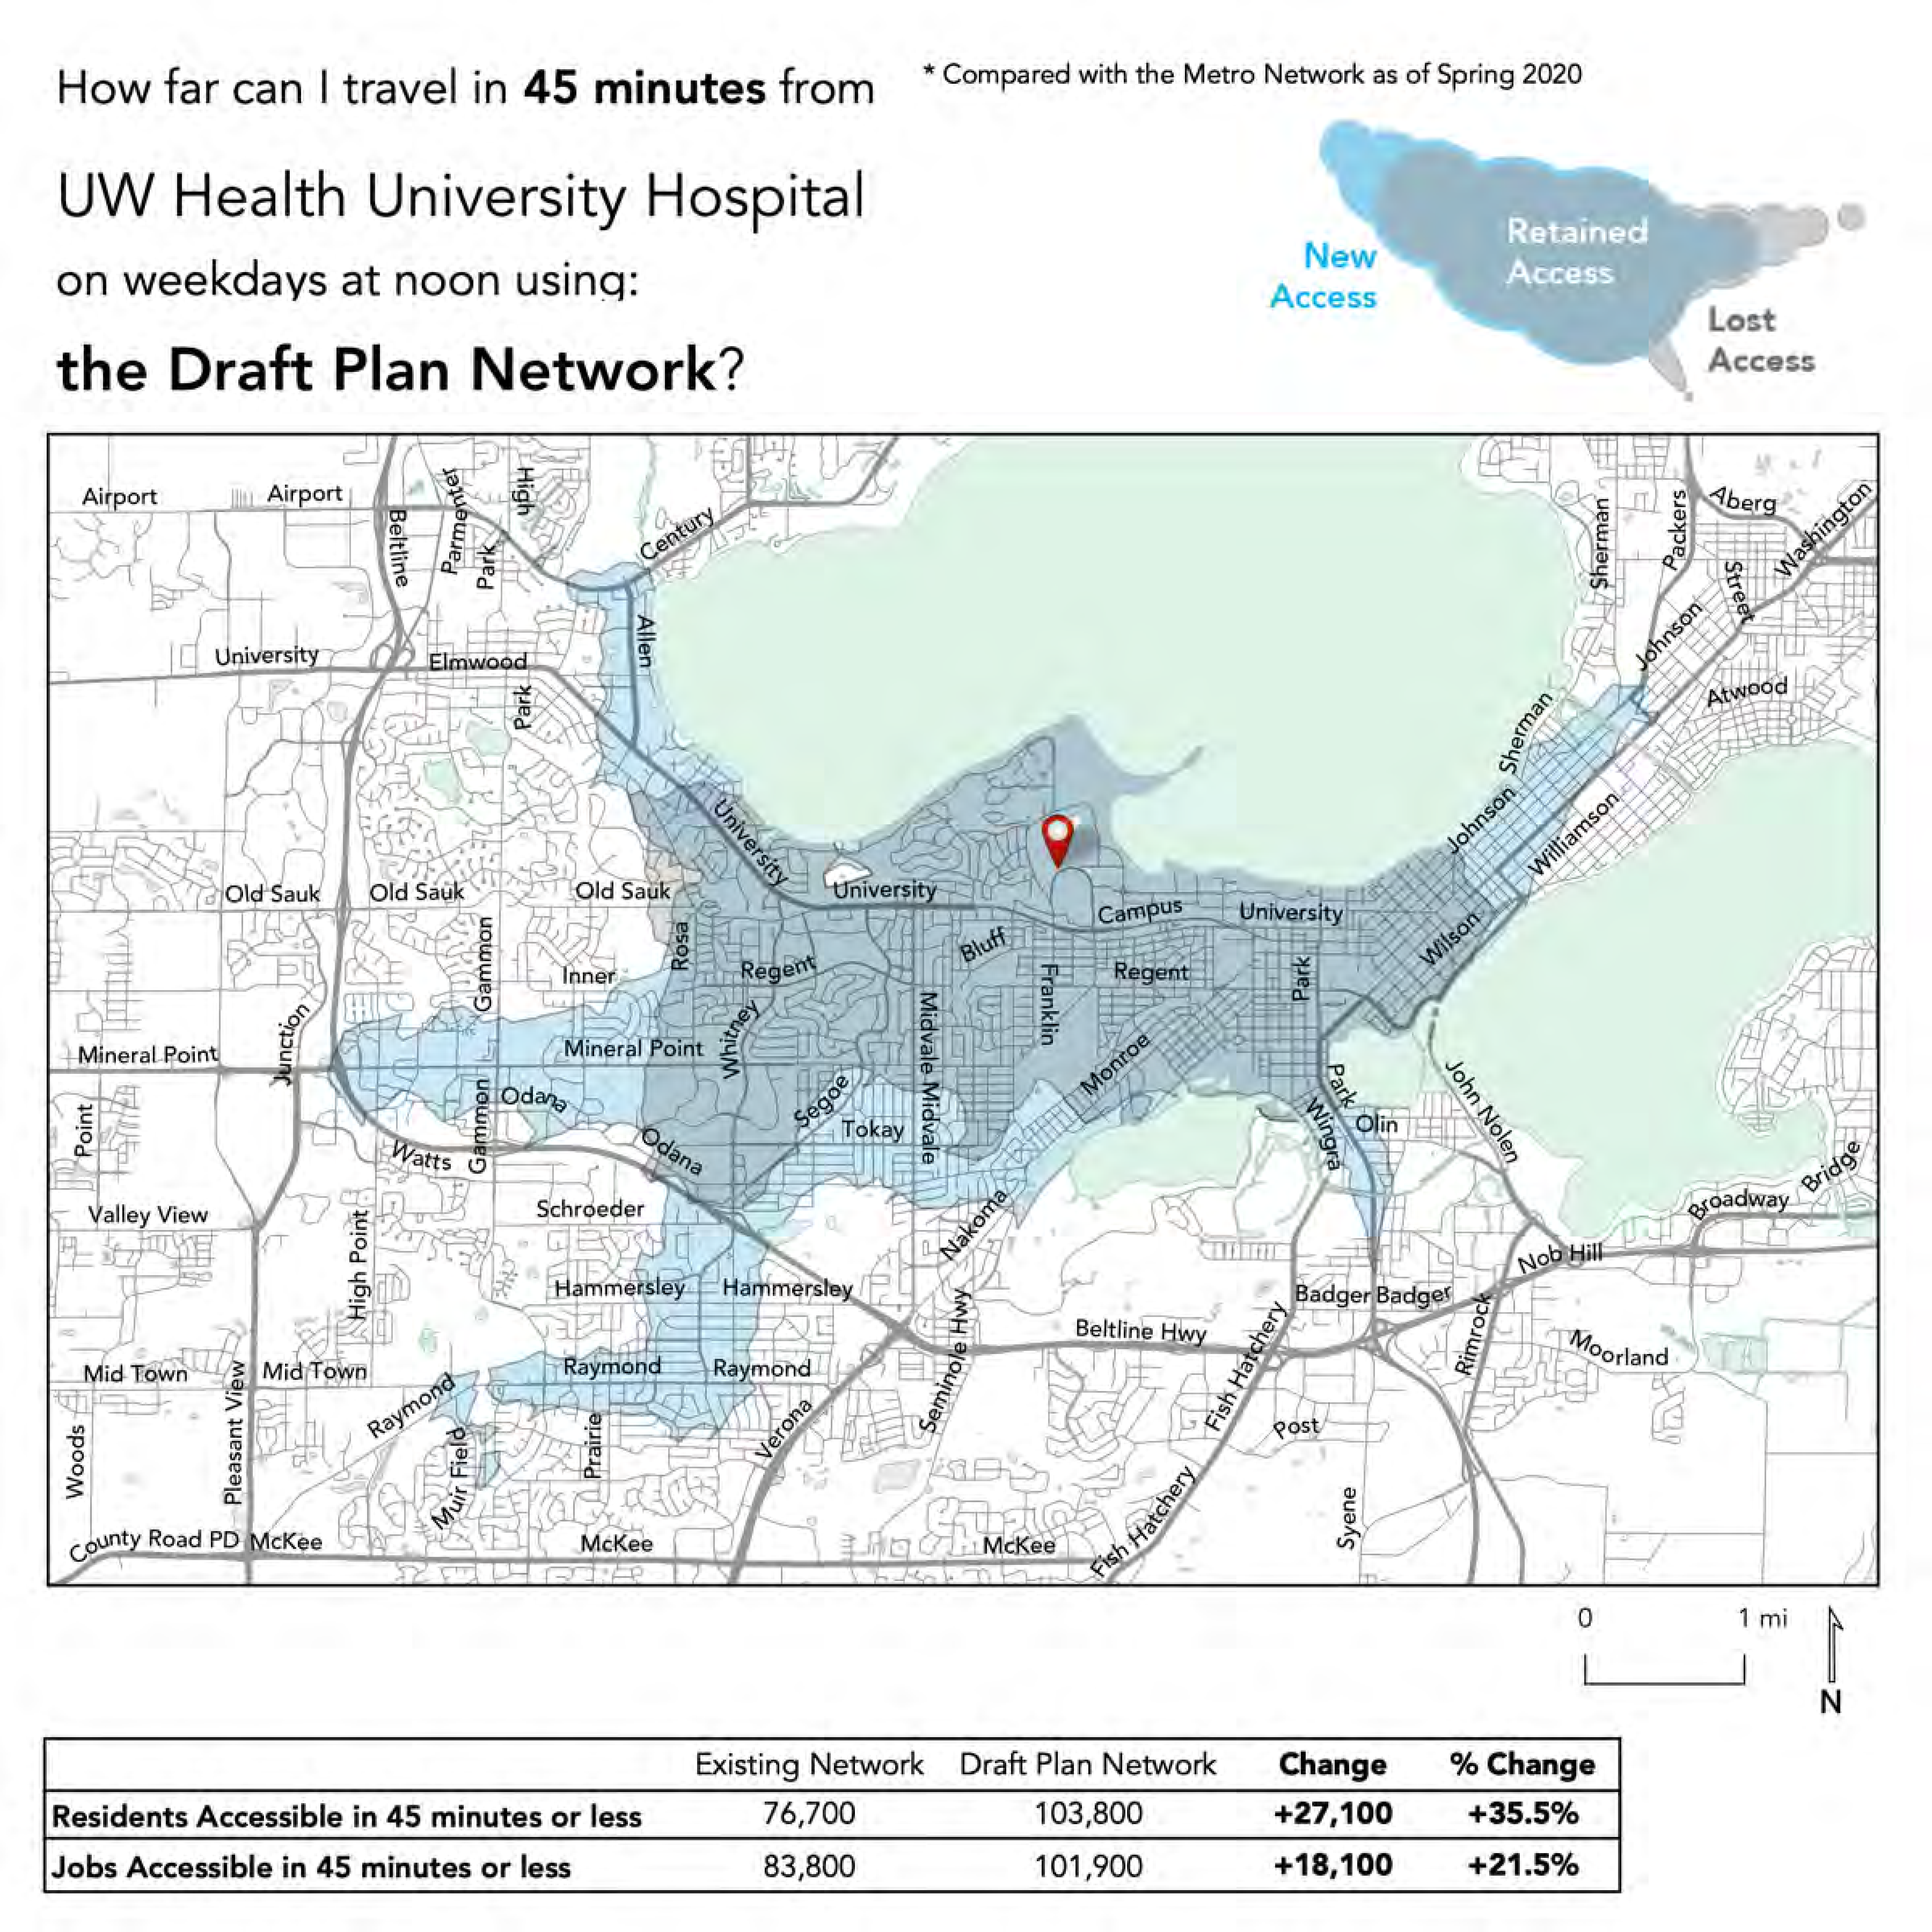 How far can I travel in 45 minutes from
UW Health University Hospital
on weekdays at noon using:
the Draft Plan Network?
* Compared with the Metro Network as of Spring 2020
New
Access
Retained
Access
Lost
Access
Airport
Airport
Beltline
Parmenter
Park
High
Century
Sherman
Packers
Aberg
Washington
Street
University
Elmwood
Park
Allen
Johnson
Atwood
Sherman
Johnson
Williamson
University
Old Sauk
Old Sauk
Old Sauk
University
Campus
University
Wilson
Gammon
Inner
Rosa
Regent
Bluff
Franklin
Regent
Park
Junction
Mineral Point
Mineral Point
Whitney
Midvale
Midvale
Monroe
Point
Gammon
Odana
Segoe
Tokay
Park
Wingra
Olin
John Nolen
Watts
Odana
Valley View
High Point
Schroeder
Nakoma
Broadway
Bridge
Nob Hill
Hammersley
Hammersley
Badger
Badger
Seminole Hwy
Beltline Hwy
Fish Hatchery
Rimrock
Moorland
Mid Town
Mid Town
Raymond
Raymond
Raymond
Pleasant View
Woods
Muir Field
Prairie
Verona
Post
Syene
County Road PD
McKee
McKee
McKee
Fish Hatchery
0 1 mi
N
Existing Network Draft Plan Network Change % Change
Residents Accessible in 45 minutes or less 76,700 103,800 +27,100 +35.5%
Jobs Accessible in 45 minutes or less 83,800 101,900 +18,100 +21.5%